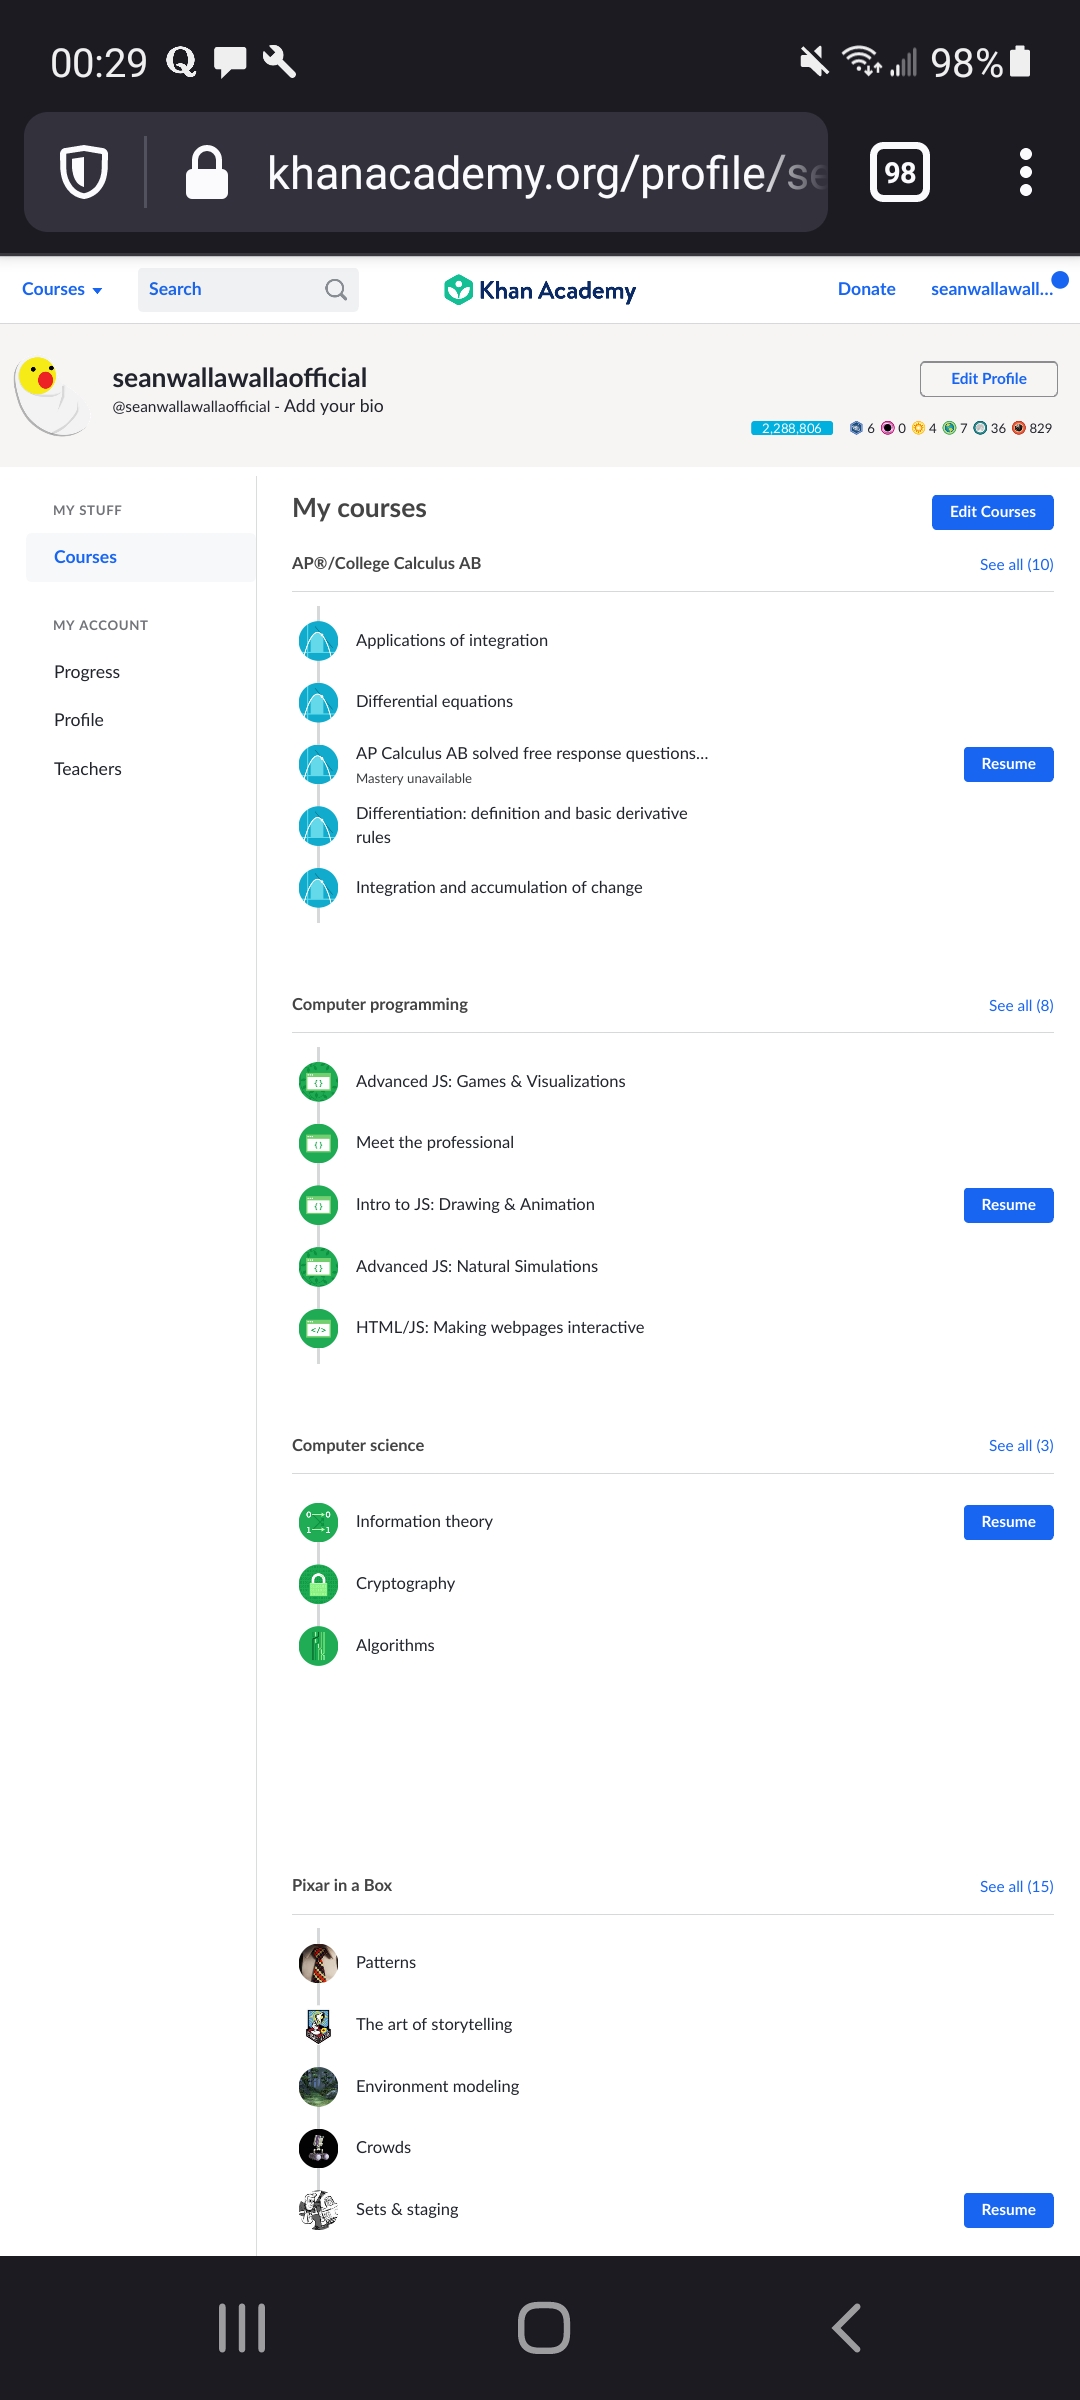 00:29
98%
khanacademy.org/profile/se
98
Courses
Search
Khan Academy
Donate
seanwallawall...
seanwallawallaofficial
@seanwallawallaofficial - Add your bio
Edit Profile
2,288,806 6 0 4 7 36 829
MY STUFF
Courses
MY ACCOUNT
Progress
Profile
Teachers
My courses
Edit Courses
AP®/College Calculus AB
See all (10)
Applications of integration
Differential equations
AP Calculus AB solved free response questions...
Mastery unavailable
Resume
Differentiation: definition and basic derivative
rules
Integration and accumulation of change
Computer programming
See all (8)
Advanced JS: Games & Visualizations
Meet the professional
Intro to JS: Drawing & Animation
Resume
Advanced JS: Natural Simulations
HTML/JS: Making webpages interactive
Computer science
See all (3)
Information theory
Resume
Cryptography
Algorithms
Pixar in a Box
See all (15)
Patterns
The art of storytelling
Environment modeling
Crowds
Sets & staging
Resume